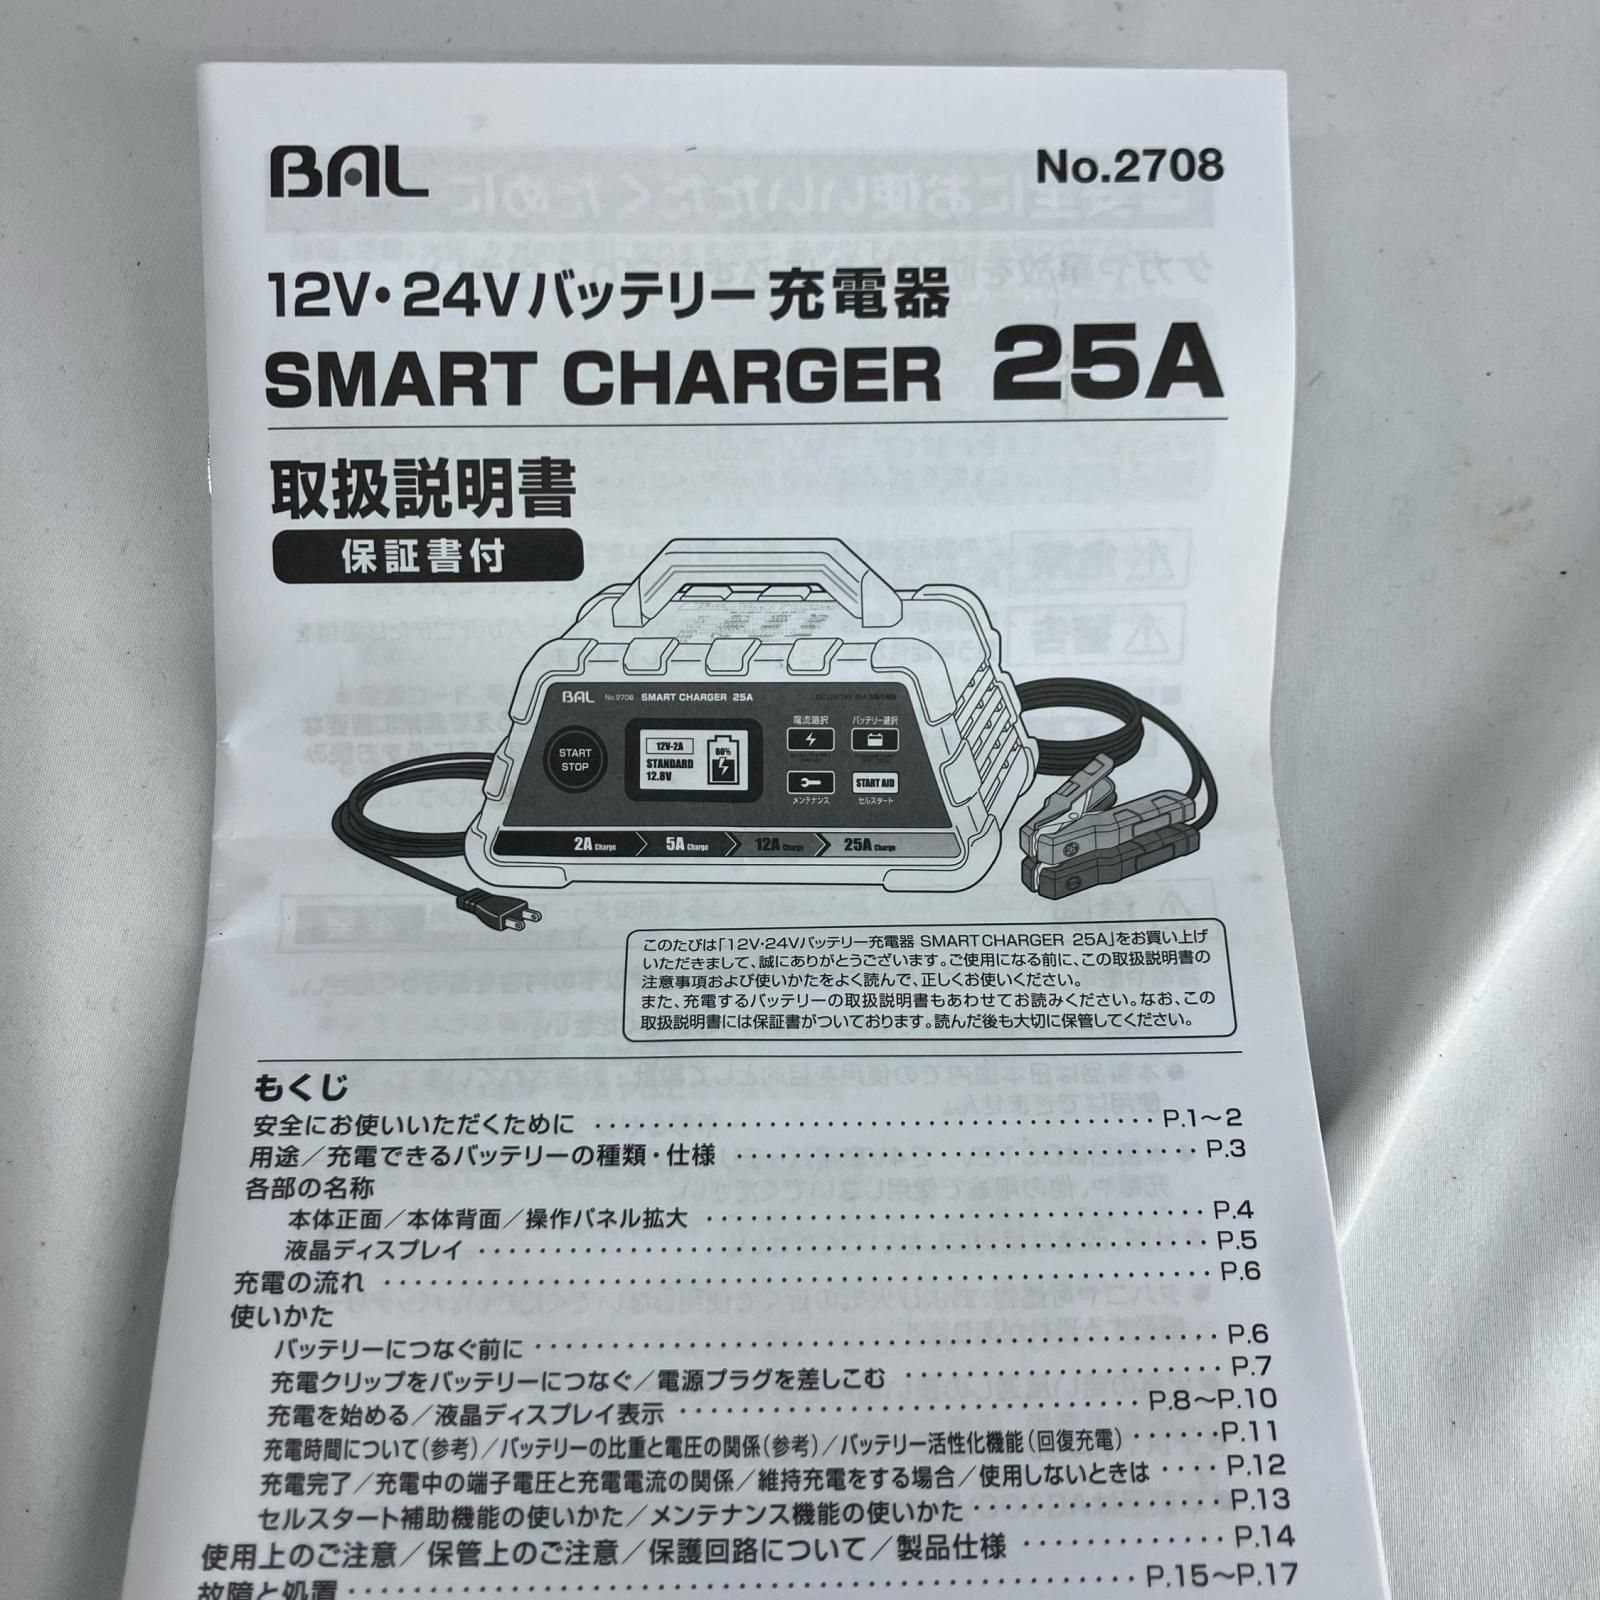 BAL
No.2708
12V・24Vバッテリー充電器
SMART CHARGER 25A
取扱説明書
保証書付
BAL No.2708 SMART CHARGER 25A
START
STOP
12V-2A
60%
STANDARD
12.8V
電流選択
バッテリー選択
START AID
メンテナンス
セルスタート
2A Charge
5A Charge
12A Charge
25A Charge
このたびは「12V・24Vバッテリー充電器 SMART CHARGER 25A」をお買い上げ
いただきまして、誠にありがとうございます。ご使用になる前に、この取扱説明書の
注意事項および使いかたをよく読んで、正しくお使いください。
また、充電するバッテリーの取扱説明書もあわせてお読みください。なお、この
取扱説明書には保証書がついております。読んだ後も大切に保管してください。
もくじ
安全にお使いいただくために ・・・・・・ P.1～2
用途／充電できるバッテリーの種類・仕様 ・・・・・・ P.3
各部の名称
本体正面／本体背面／操作パネル拡大 ・・・・・・ P.4
液晶ディスプレイ ・・・・・・ P.5
充電の流れ ・・・・・・ P.6
使いかた
バッテリーにつなぐ前に ・・・・・・ P.6
充電クリップをバッテリーにつなぐ／電源プラグを差しこむ ・・・・・・ P.7
充電を始める／液晶ディスプレイ表示 ・・・・・・ P.8～P.10
充電時間について(参考)／バッテリーの比重と電圧の関係(参考)／バッテリー活性化機能(回復充電) ・・・・・・ P.11
充電完了／充電中の端子電圧と充電電流の関係／維持充電をする場合／使用しないときは ・・・・ P.12
セルスタート補助機能の使いかた／メンテナンス機能の使いかた ・・・・・・ P.13
使用上のご注意／保管上のご注意／保護回路について／製品仕様 ・・・・・・ P.14
故障と処置 ・・・・・・ P.15～P.17